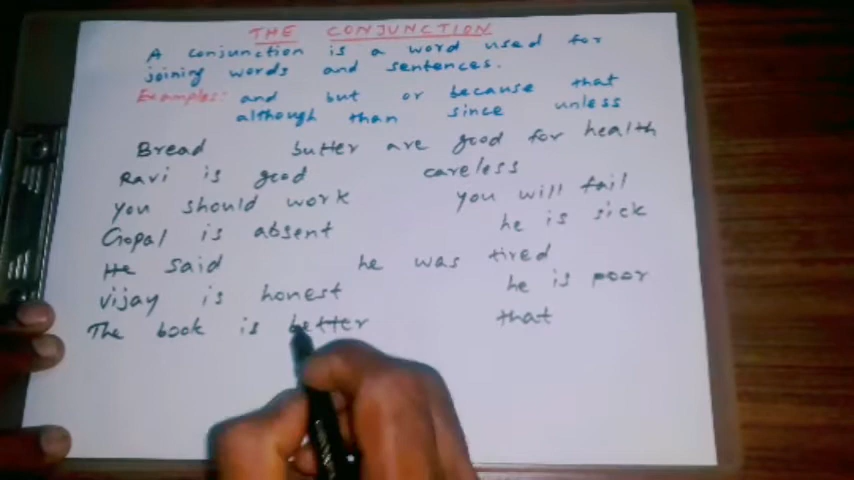 THE CONJUNCTION
A conjunction is a word used for
joining words and sentences.
Examples: and but or because that
although than since unless
Bread butter are good for health
Ravi is good careless
you should work you will fail
Gopal is absent he is sick
He said he was tired
Vijay is honest he is poor
The book is better that